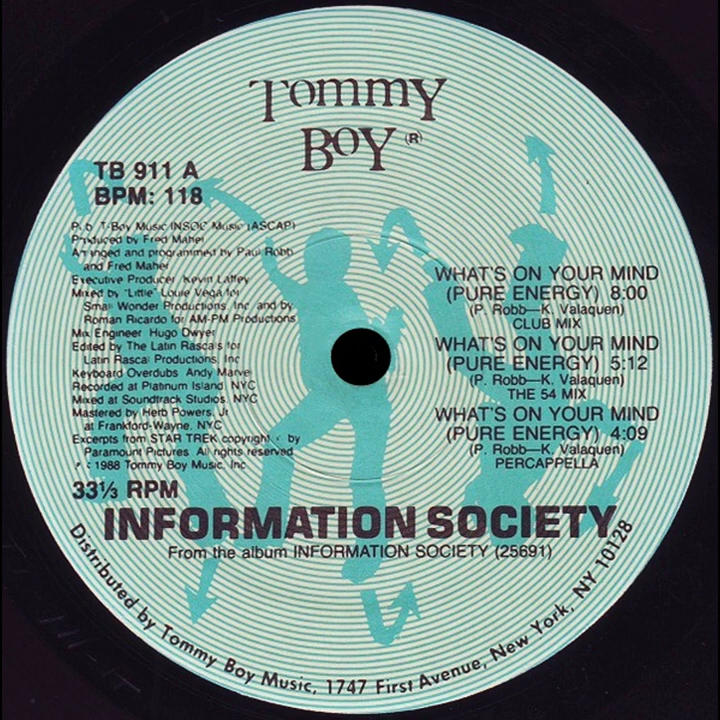 Tommy
Boy (R)
TB 911 A
BPM: 118
Pub. T-Boy Music INSOC Music (ASCAP)
Produced by Fred Maher
Arranged and programmed by Paul Robb
and Fred Maher
Executive Producer Kevin Laffey
Mixed by "Little" Louie Vega for
Small Wonder Productions, Inc. and by
Roman Ricardo for AM-PM Productions
Mix Engineer Hugo Dwyer
Edited by The Latin Rascals for
Latin Rascal Productions, Inc
Keyboard Overdubs Andy Marvel
Recorded at Platinum Island, NYC
Mixed at Soundtrack Studios, NYC
Mastered by Herb Powers, Jr
at Frankford-Wayne, NYC
Excerpts from STAR TREK copyright © by
Paramount Pictures. All rights reserved
℗ © 1988 Tommy Boy Music, Inc
33⅓ RPM
WHAT'S ON YOUR MIND
(PURE ENERGY) 8:00
(P. Robb—K. Valaquen)
CLUB MIX
WHAT'S ON YOUR MIND
(PURE ENERGY) 5:12
(P. Robb—K. Valaquen)
THE 54 MIX
WHAT'S ON YOUR MIND
(PURE ENERGY) 4:09
(P. Robb—K. Valaquen)
PERCAPPELLA
INFORMATION SOCIETY
From the album INFORMATION SOCIETY (25691)
Distributed by Tommy Boy Music, 1747 First Avenue, New York, NY 10128